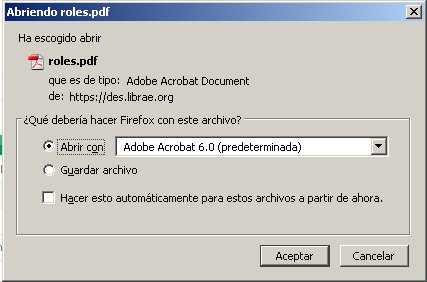 Abriendo roles.pdf
Ha escogido abrir
roles.pdf
que es de tipo: Adobe Acrobat Document
de: https://des.librae.org
¿Qué debería hacer Firefox con este archivo?
Abrir con
Adobe Acrobat 6.0 (predeterminada)
Guardar archivo
Hacer esto automáticamente para estos archivos a partir de ahora.
Aceptar
Cancelar